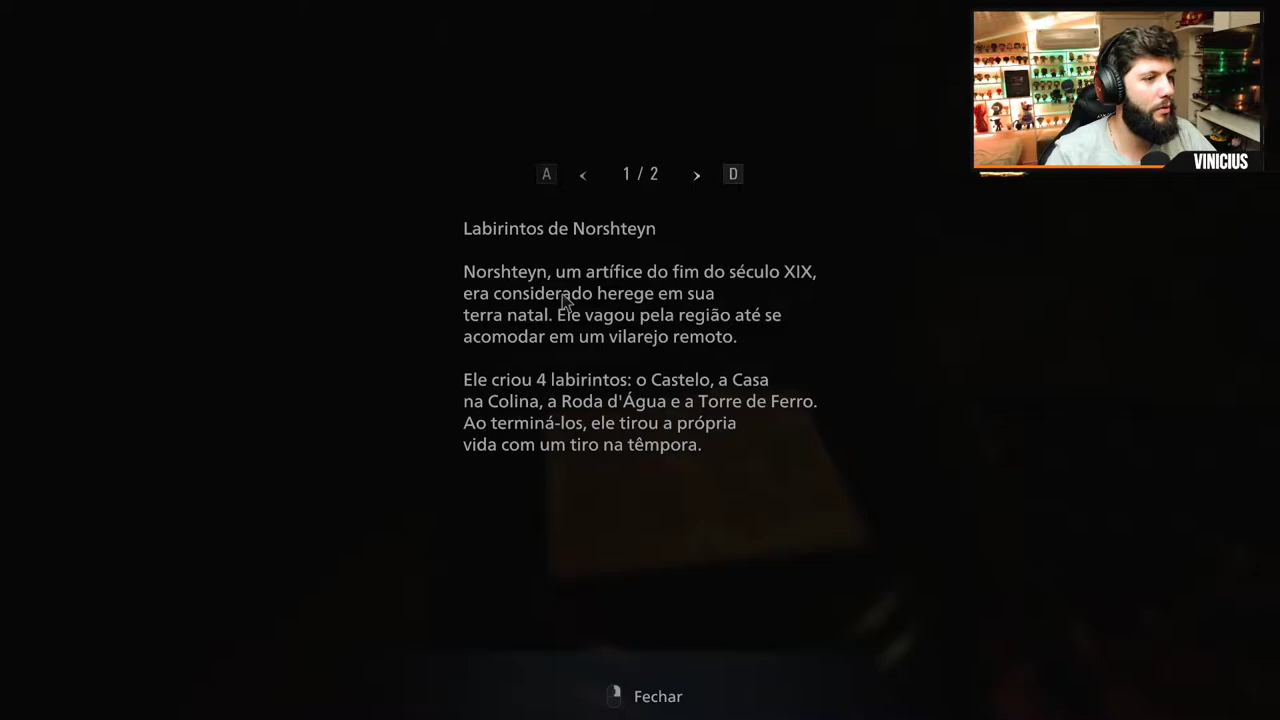 VINICIUS
A < 1 / 2 > D
Labirintos de Norshteyn
Norshteyn, um artífice do fim do século XIX,
era considerado herege em sua
terra natal. Ele vagou pela região até se
acomodar em um vilarejo remoto.
Ele criou 4 labirintos: o Castelo, a Casa
na Colina, a Roda d'Água e a Torre de Ferro.
Ao terminá-los, ele tirou a própria
vida com um tiro na têmpora.
Fechar